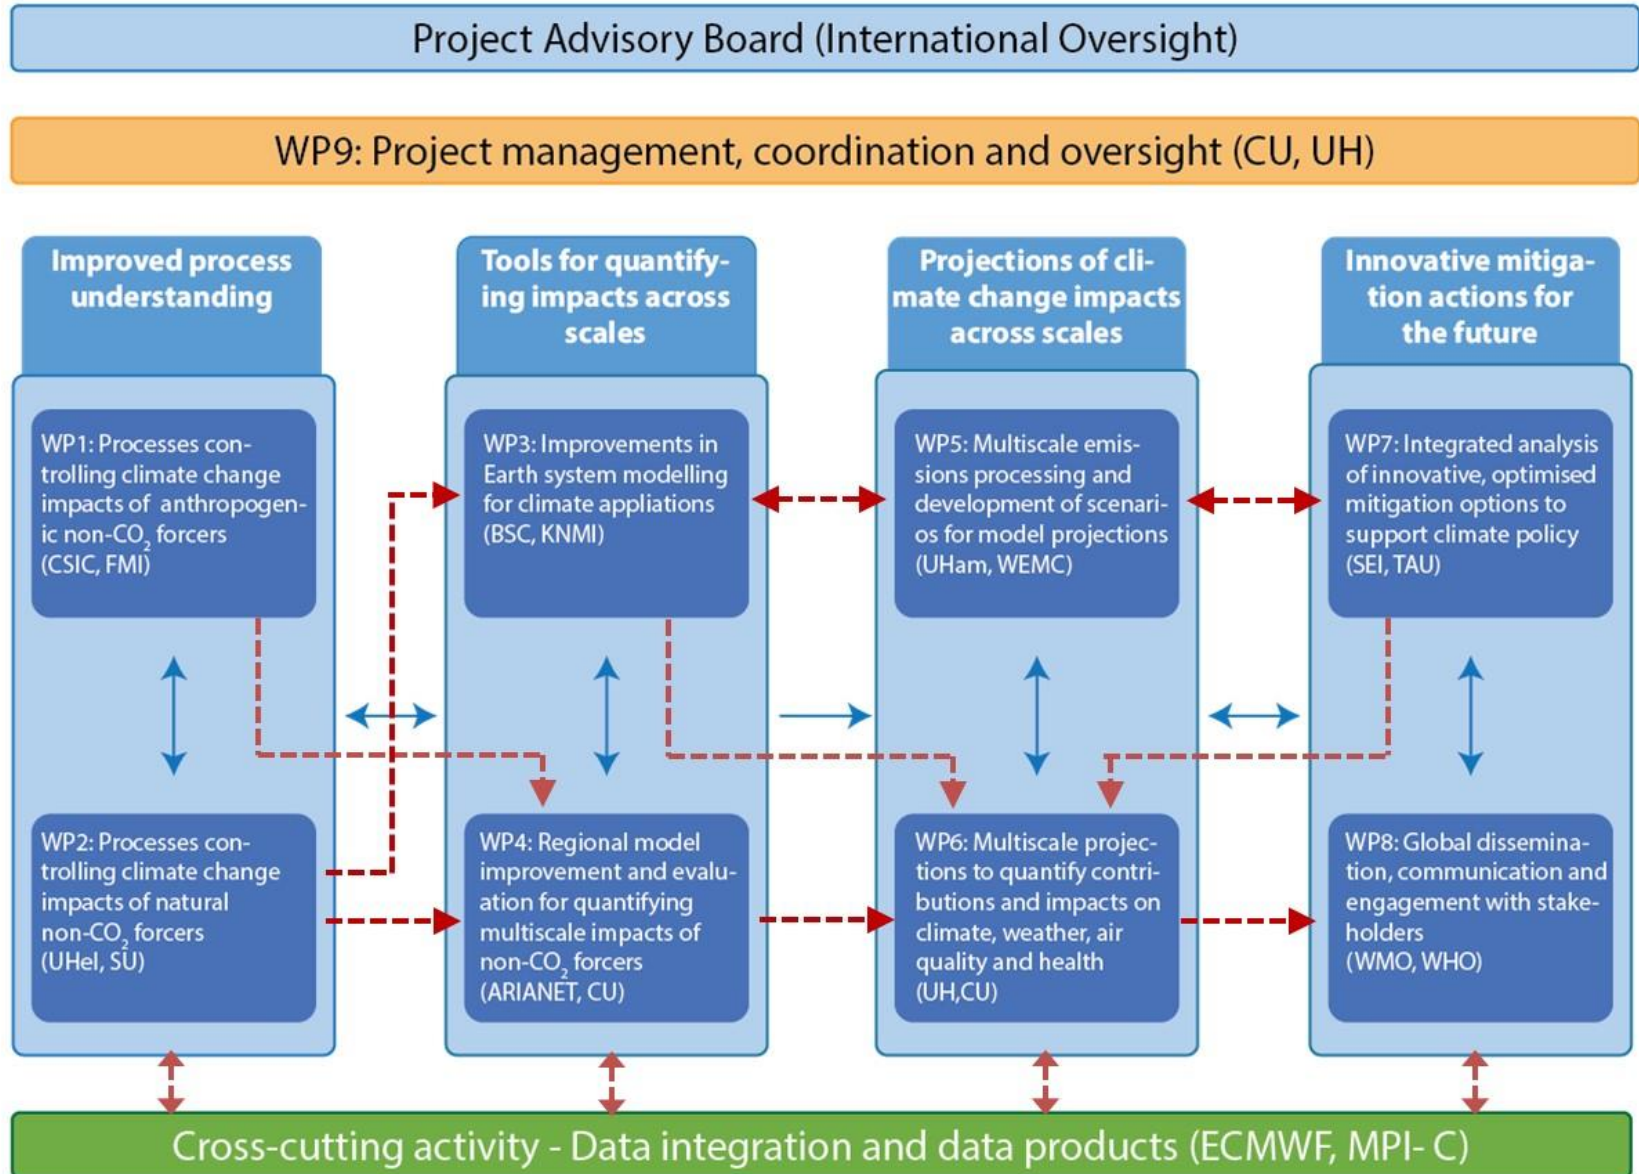 Project Advisory Board (International Oversight)
WP9: Project management, coordination and oversight (CU, UH)
Improved process
understanding
WP1: Processes con-
trolling climate change
impacts of anthropogen-
ic non-CO₂ forcers
(CSIC, FMI)
WP2: Processes con-
trolling climate change
impacts of natural
non-CO₂ forcers
(UHel, SU)
Tools for quantify-
ing impacts across
scales
WP3: Improvements in
Earth system modelling
for climate appliations
(BSC, KNMI)
WP4: Regional model
improvement and evalu-
ation for quantifying
multiscale impacts of
non-CO₂ forcers
(ARIANET, CU)
Projections of cli-
mate change impacts
across scales
WP5: Multiscale emis-
sions processing and
development of scenari-
os for model projections
(UHam, WEMC)
WP6: Multiscale projec-
tions to quantify contri-
butions and impacts on
climate, weather, air
quality and health
(UH,CU)
Innovative mitiga-
tion actions for
the future
WP7: Integrated analysis
of innovative, optimised
mitigation options to
support climate policy
(SEI, TAU)
WP8: Global dissemina-
tion, communication and
engagement with stake-
holders
(WMO, WHO)
Cross-cutting activity - Data integration and data products (ECMWF, MPI- C)